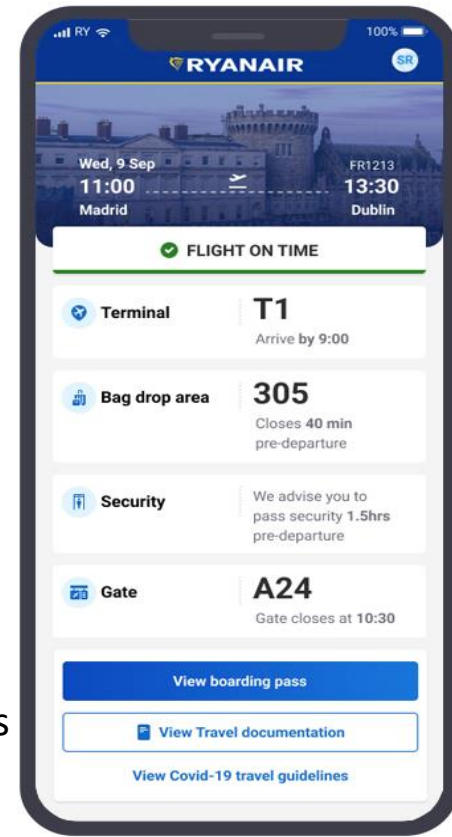 RY
100%
RYANAIR
SR
Wed, 9 Sep
FR1213
11:00
13:30
Madrid
Dublin
FLIGHT ON TIME
Terminal
T1
Arrive by 9:00
Bag drop area
305
Closes 40 min
pre-departure
Security
We advise you to
pass security 1.5hrs
pre-departure
Gate
A24
Gate closes at 10:30
View boarding pass
s
View Travel documentation
View Covid-19 travel guidelines